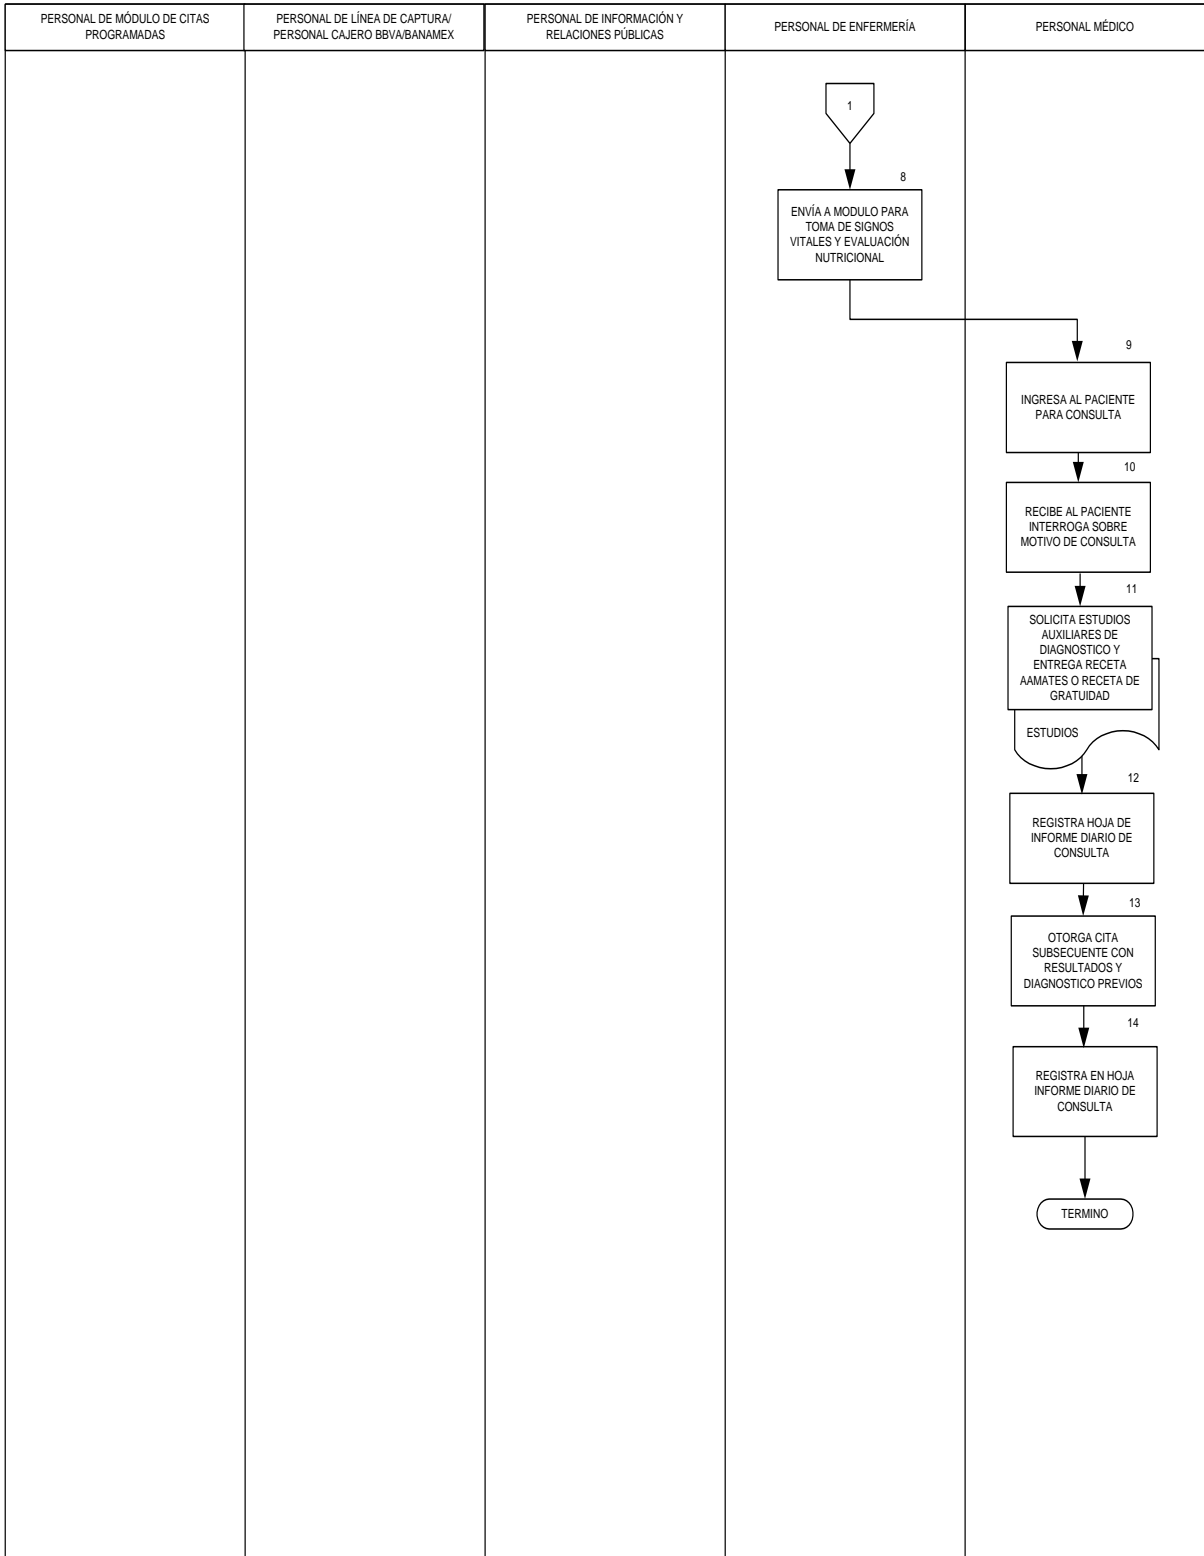 PERSONAL DE MÓDULO DE CITAS
PROGRAMADAS
PERSONAL DE LÍNEA DE CAPTURA/
PERSONAL CAJERO BBVA/BANAMEX
PERSONAL DE INFORMACIÓN Y
RELACIONES PÚBLICAS
PERSONAL DE ENFERMERÍA
PERSONAL MÉDICO
1
8
ENVÍA A MODULO PARA
TOMA DE SIGNOS
VITALES Y EVALUACIÓN
NUTRICIONAL
9
INGRESA AL PACIENTE
PARA CONSULTA
10
RECIBE AL PACIENTE
INTERROGA SOBRE
MOTIVO DE CONSULTA
11
SOLICITA ESTUDIOS
AUXILIARES DE
DIAGNOSTICO Y
ENTREGA RECETA
AAMATES O RECETA DE
GRATUIDAD
ESTUDIOS
12
REGISTRA HOJA DE
INFORME DIARIO DE
CONSULTA
13
OTORGA CITA
SUBSECUENTE CON
RESULTADOS Y
DIAGNOSTICO PREVIOS
14
REGISTRA EN HOJA
INFORME DIARIO DE
CONSULTA
TERMINO